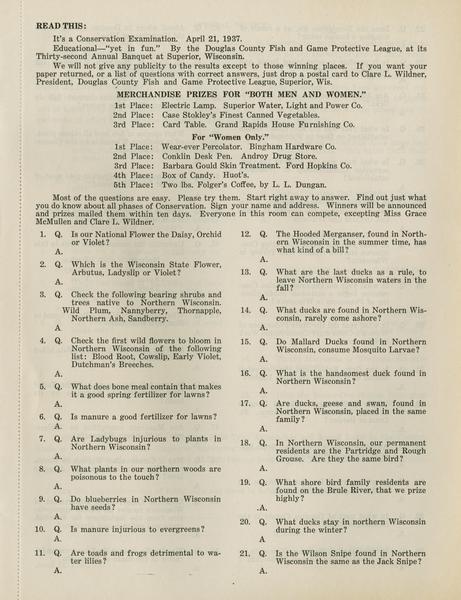 READ THIS:
It's a Conservation Examination. April 21, 1937.
Educational—"yet in fun." By the Douglas County Fish and Game Protective League, at its
Thirty-second Annual Banquet at Superior, Wisconsin.
We will not give any publicity to the results except to those winning places. If you want your
paper returned, or a list of questions with correct answers, just drop a postal card to Clare L. Wildner,
President, Douglas County Fish and Game Protective League, Superior, Wis.
MERCHANDISE PRIZES FOR "BOTH MEN AND WOMEN."
1st Place: Electric Lamp. Superior Water, Light and Power Co.
2nd Place: Case Stokley's Finest Canned Vegetables.
3rd Place: Card Table. Grand Rapids House Furnishing Co.
For "Women Only."
1st Place: Wear-ever Percolator. Bingham Hardware Co.
2nd Place: Conklin Desk Pen. Androy Drug Store.
3rd Place: Barbara Gould Skin Treatment. Ford Hopkins Co.
4th Place: Box of Candy. Huot's.
5th Place: Two lbs. Folger's Coffee, by L. L. Dungan.
Most of the questions are easy. Please try them. Start right away to answer. Find out just what
you do know about all phases of Conservation. Sign your name and address. Winners will be announced
and prizes mailed them within ten days. Everyone in this room can compete, excepting Miss Grace
McMullen and Clare L. Wildner.
1. Q. Is our National Flower the Daisy, Orchid
or Violet?
A.
2. Q. Which is the Wisconsin State Flower,
Arbutus, Ladyslip or Violet?
A.
3. Q. Check the following bearing shrubs and
trees native to Northern Wisconsin.
Wild Plum, Nannyberry, Thornapple,
Northern Ash, Sandberry.
A
4. Q. Check the first wild flowers to bloom in
Northern Wisconsin of the following
list: Blood Root, Cowslip, Early Violet,
Dutchman's Breeches.
A.
5. Q. What does bone meal contain that makes
it a good spring fertilizer for lawns?
A.
6. Q. Is manure a good fertilizer for lawns?
A.
7. Q. Are Ladybugs injurious to plants in
Northern Wisconsin?
A.
8. Q. What plants in our northern woods are
poisonous to the touch?
A.
9. Q. Do blueberries in Northern Wisconsin
have seeds?
A.
10. Q. Is manure injurious to evergreens?
A.
11. Q. Are toads and frogs detrimental to wa-
ter lilies?
A.
12. Q. The Hooded Merganser, found in North-
ern Wisconsin in the summer time, has
what kind of a bill?
A.
13. Q. What are the last ducks as a rule, to
leave Northern Wisconsin waters in the
fall?
A.
14. Q. What ducks are found in Northern Wis-
consin, rarely come ashore?
A.
15. Q. Do Mallard Ducks found in Northern
Wisconsin, consume Mosquito Larvae?
A.
16. Q. What is the handsomest duck found in
Northern Wisconsin?
A.
17. Q. Are ducks, geese and swan, found in
Northern Wisconsin, placed in the same
family?
A.
18. Q. In Northern Wisconsin, our permanent
residents are the Partridge and Rough
Grouse. Are they the same bird?
A.
19. Q. What shore bird family residents are
found on the Brule River, that we prize
highly?
.A.
20. Q. What ducks stay in northern Wisconsin
during the winter?
A
21. Q. Is the Wilson Snipe found in Northern
Wisconsin the same as the Jack Snipe?
A.